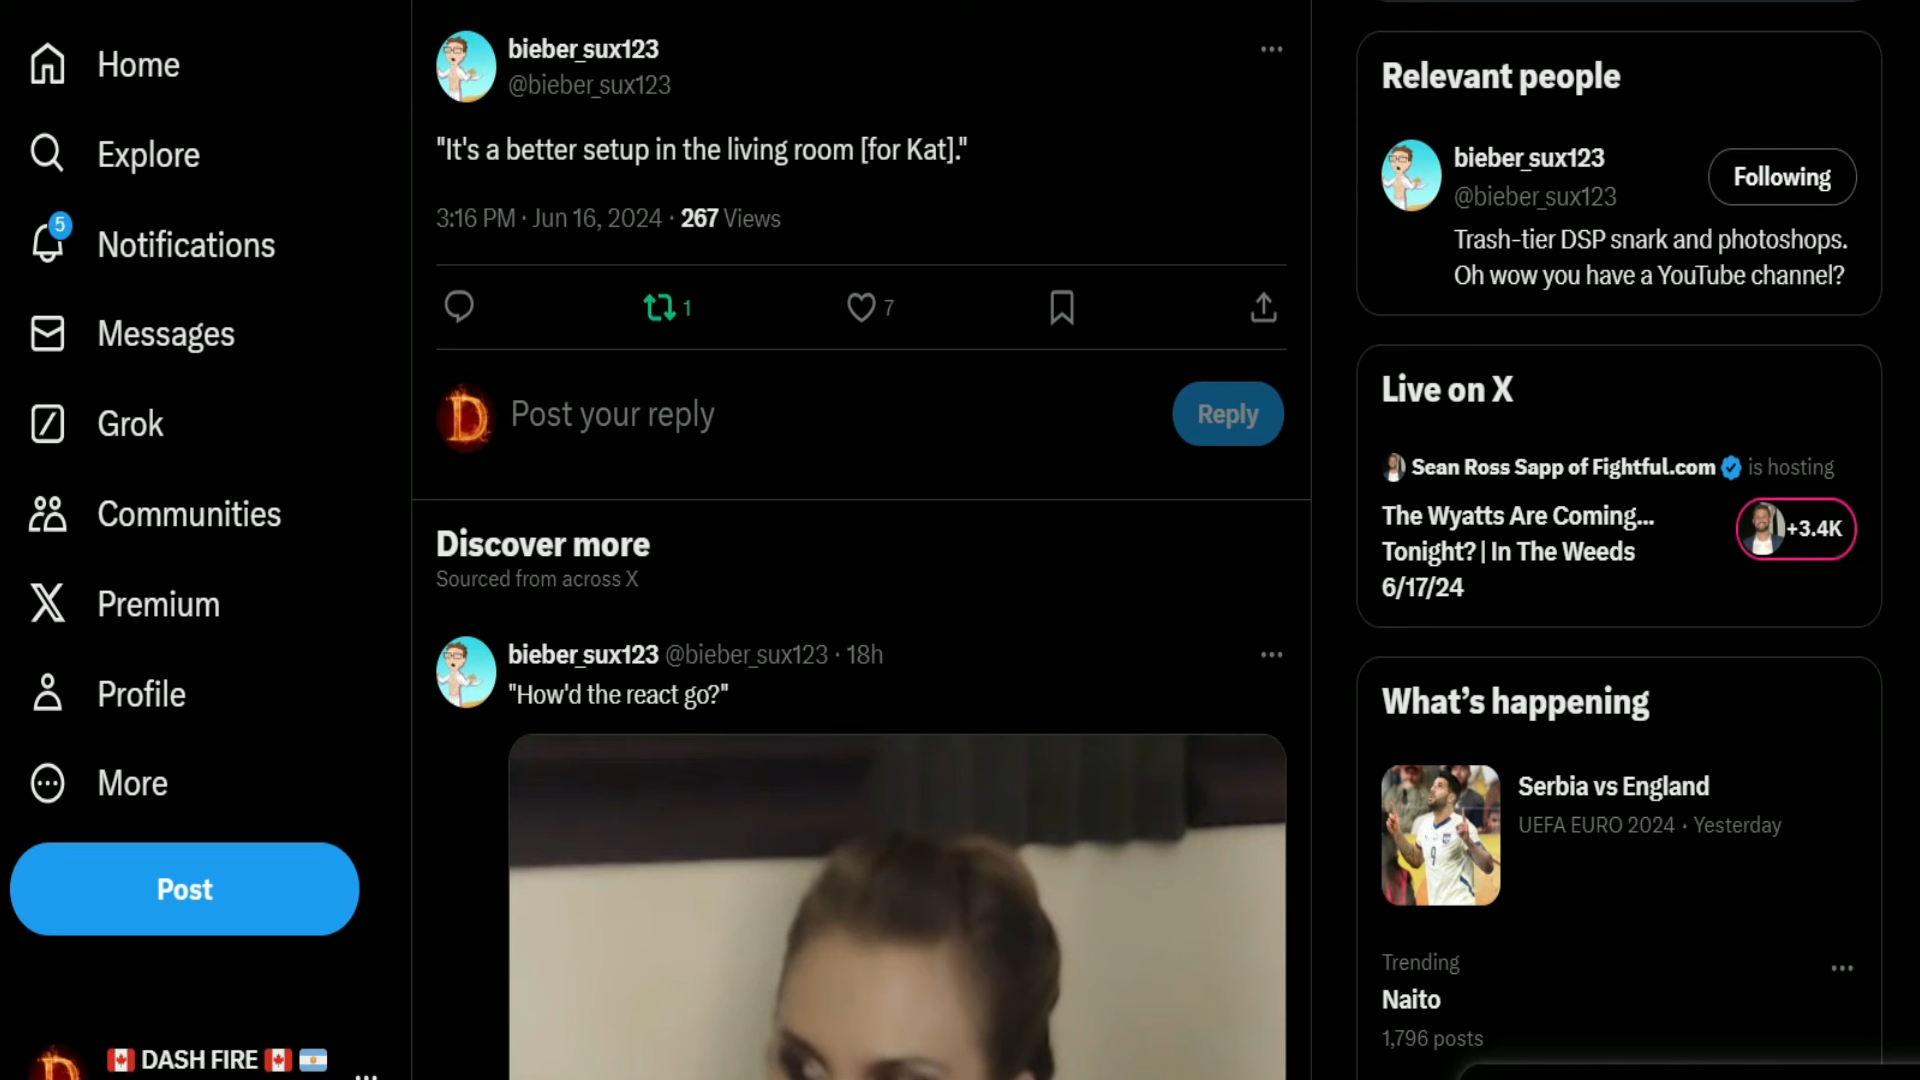 Home
Explore
5
Notifications
Messages
Grok
Communities
Premium
Profile
More
Post
DASH FIRE
bieber_sux123
@bieber_sux123
"It's a better setup in the living room [for Kat]."
3:16 PM · Jun 16, 2024 · 267 Views
1
7
D
Post your reply
Reply
Discover more
Sourced from across X
bieber_sux123 @bieber_sux123 · 18h
"How'd the react go?"
Relevant people
bieber_sux123
@bieber_sux123
Following
Trash-tier DSP snark and photoshops.
Oh wow you have a YouTube channel?
Live on X
Sean Ross Sapp of Fightful.com is hosting
The Wyatts Are Coming...
Tonight? | In The Weeds
6/17/24
+3.4K
What's happening
Serbia vs England
UEFA EURO 2024 · Yesterday
9
Trending
Naito
1,796 posts